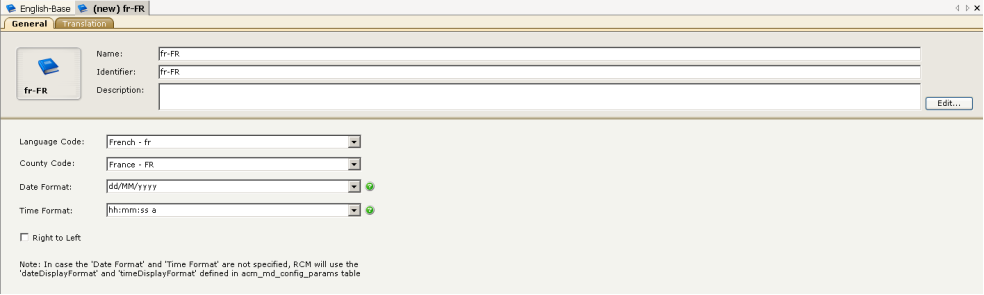 English-Base (new) fr-FR
General Translation
fr-FR
Name: fr-FR
Identifier: fr-FR
Description:
Edit...
Language Code: French - fr
County Code: France - FR
Date Format: dd/MM/yyyy
Time Format: hh:mm:ss a
Right to Left
Note: In case the 'Date Format' and 'Time Format' are not specified, RCM will use the
'dateDisplayFormat' and 'timeDisplayFormat' defined in acm_md_config_params table